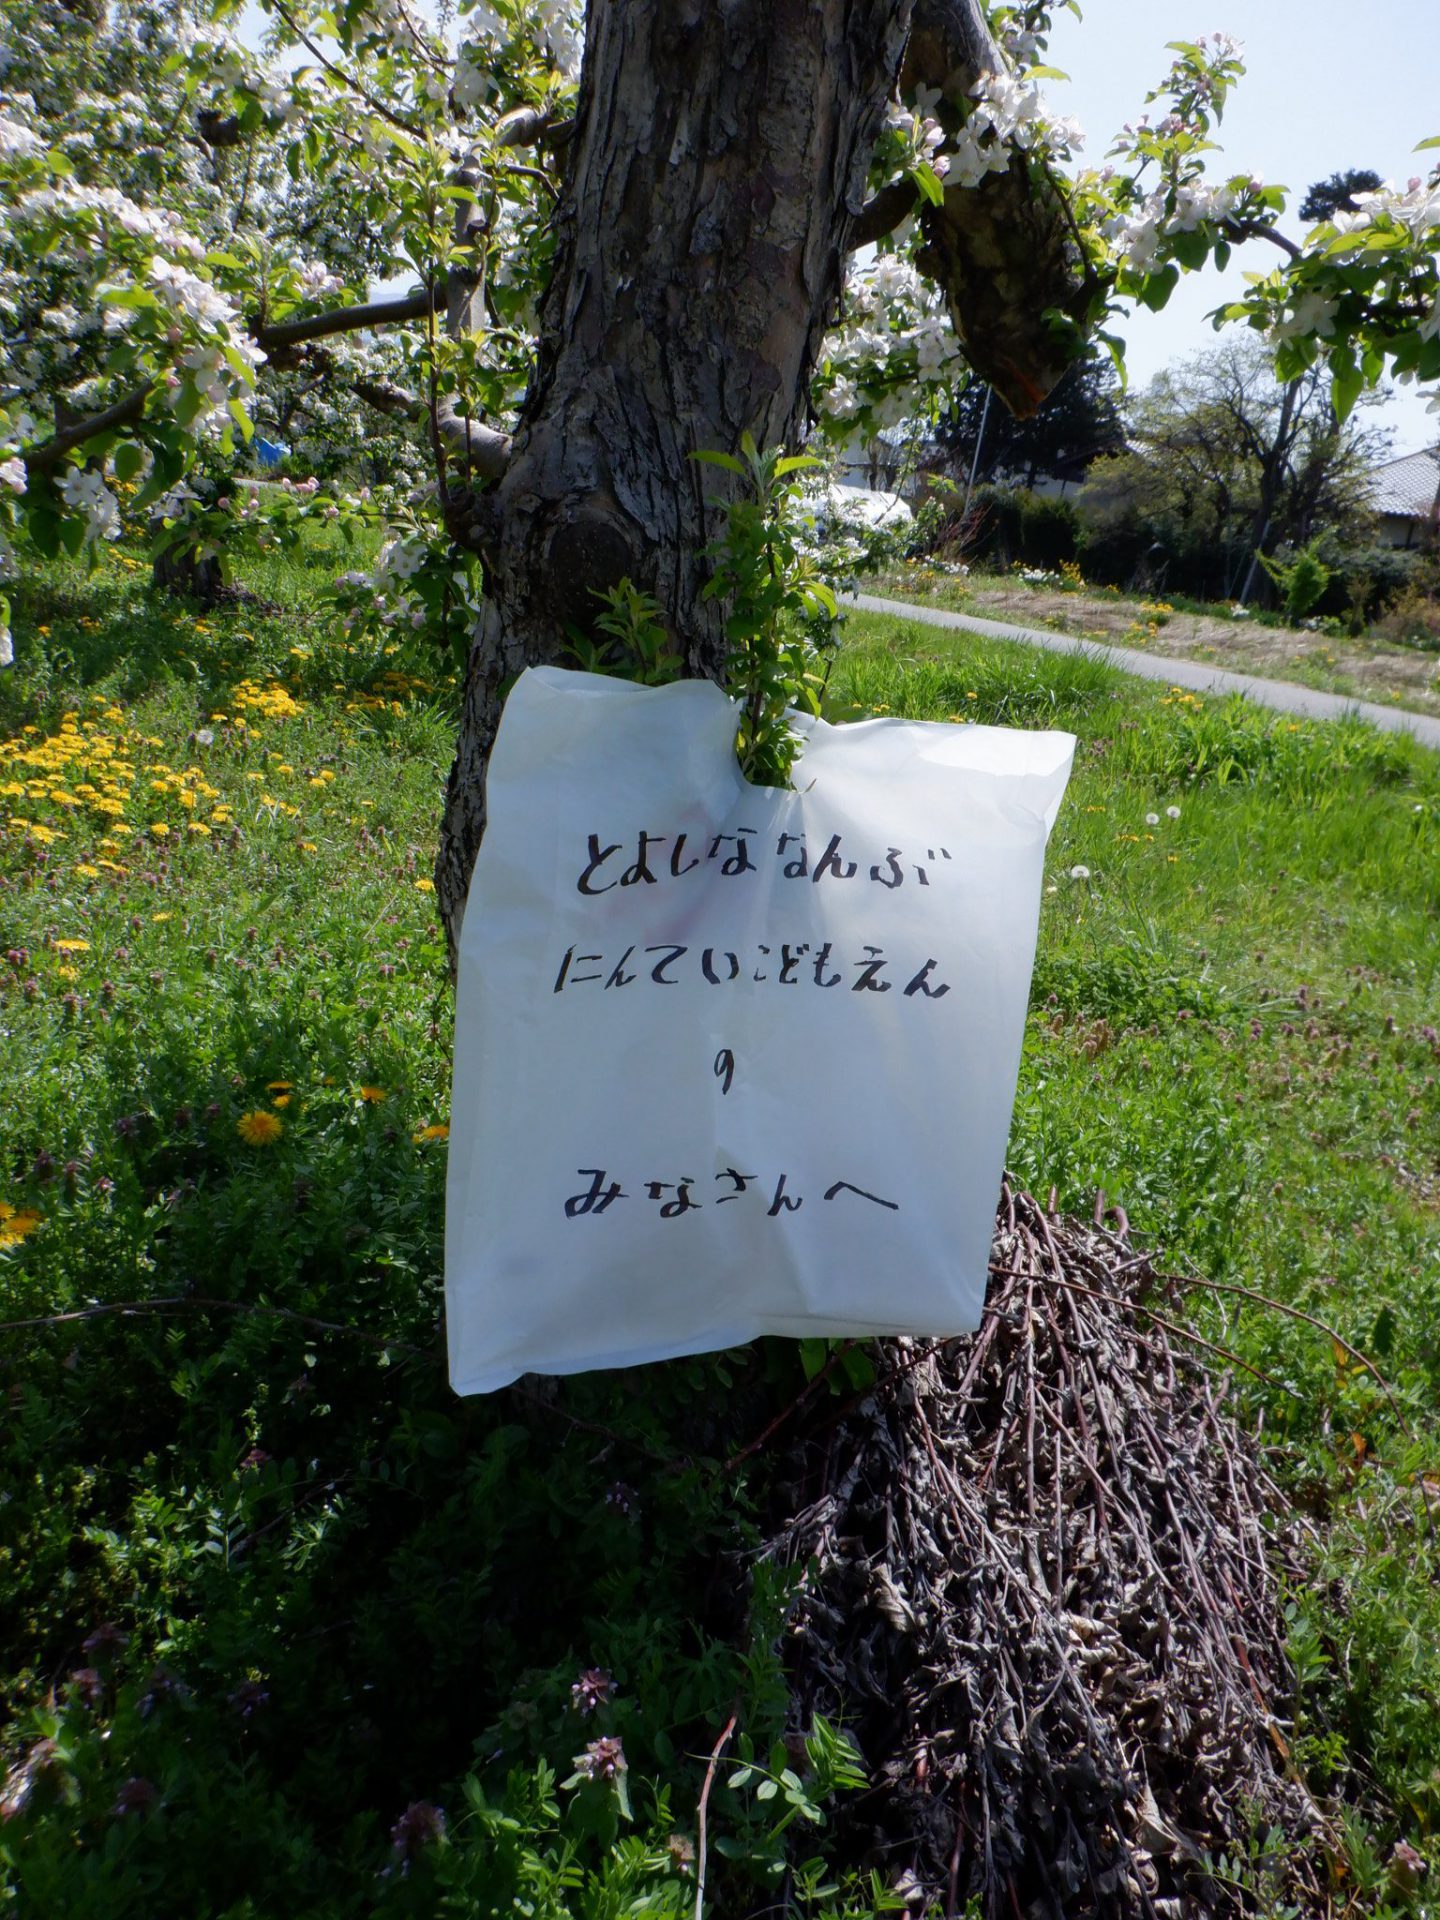 とよしななんぶ
にんていこどもえん
の
みなさんへ